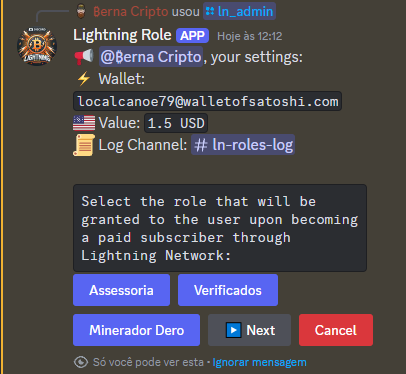 ₿erna Cripto usou ln_admin
Lightning Role APP Hoje às 12:12
@₿erna Cripto, your settings:
Wallet:
localcanoe79@walletofsatoshi.com
Value: 1.5 USD
Log Channel: # ln-roles-log
Select the role that will be
granted to the user upon becoming
a paid subscriber through
Lightning Network:
Assessoria Verificados
Minerador Dero Next Cancel
Só você pode ver esta • Ignorar mensagem